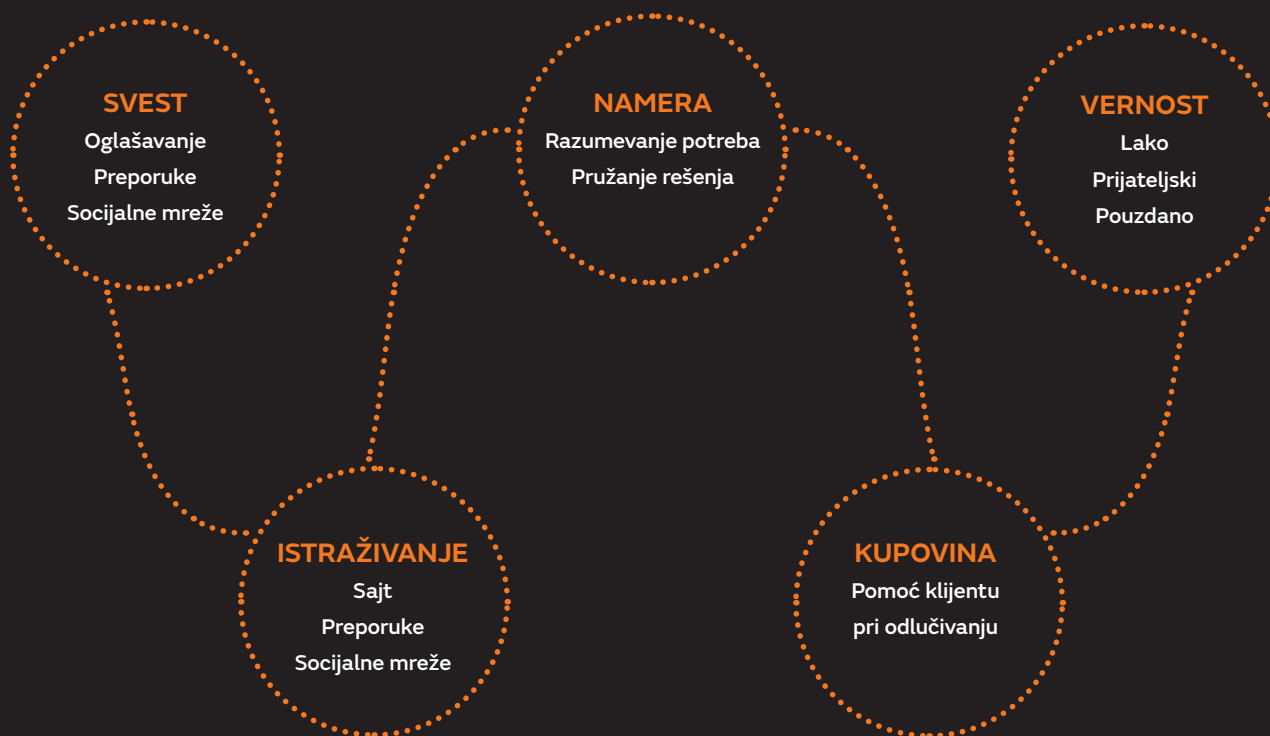 SVEST
Oglašavanje
Preporuke
Socijalne mreže
ISTRAŽIVANJE
Sajt
Preporuke
Socijalne mreže
NAMERA
Razumevanje potreba
Pružanje rešenja
KUPOVINA
Pomoć klijentu
pri odlučivanju
VERNOST
Lako
Prijateljski
Pouzdano